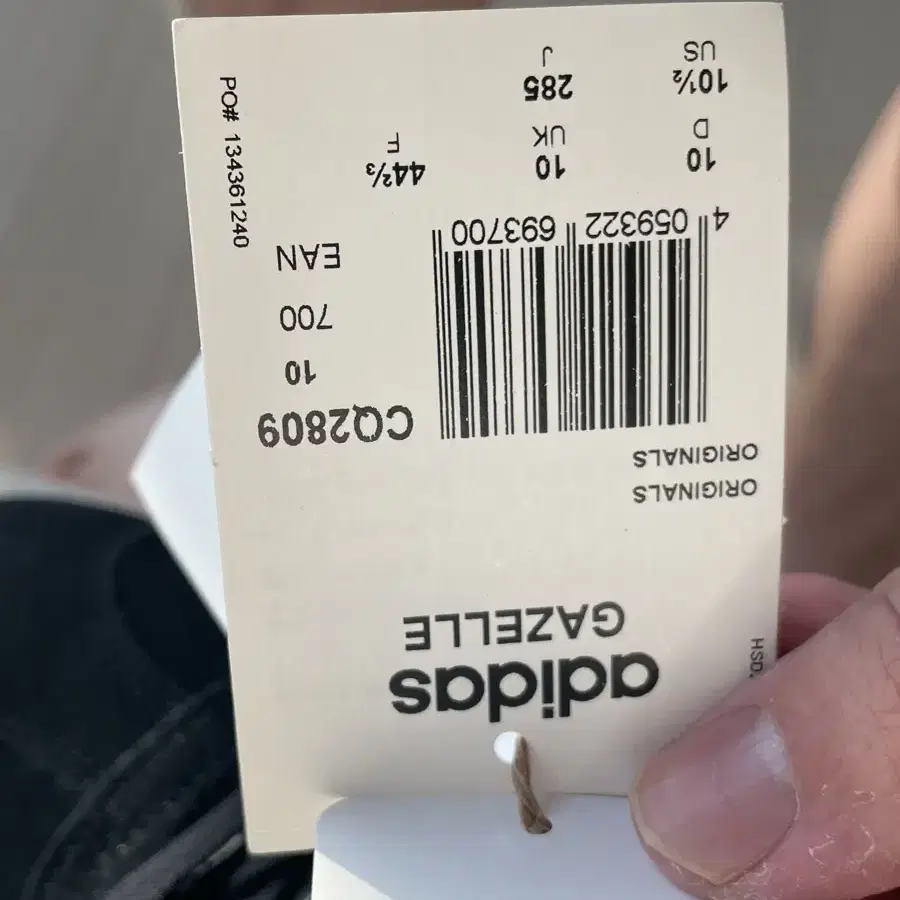 adidas
GAZELLE
ORIGINALS
ORIGINALS
CQ2809
10
700
EAN
4 059322 693700
10 10 44⅔
D UK F
10½ 285
US J
PO# 134361240